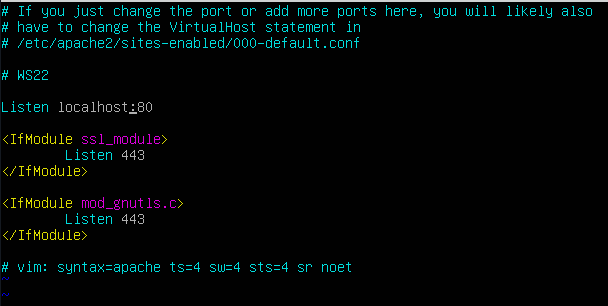 # If you just change the port or add more ports here, you will likely also
# have to change the VirtualHost statement in
# /etc/apache2/sites-enabled/000-default.conf
# WS22
Listen localhost:80
<IfModule ssl_module>
        Listen 443
</IfModule>
<IfModule mod_gnutls.c>
        Listen 443
</IfModule>
# vim: syntax=apache ts=4 sw=4 sts=4 sr noet
~
~